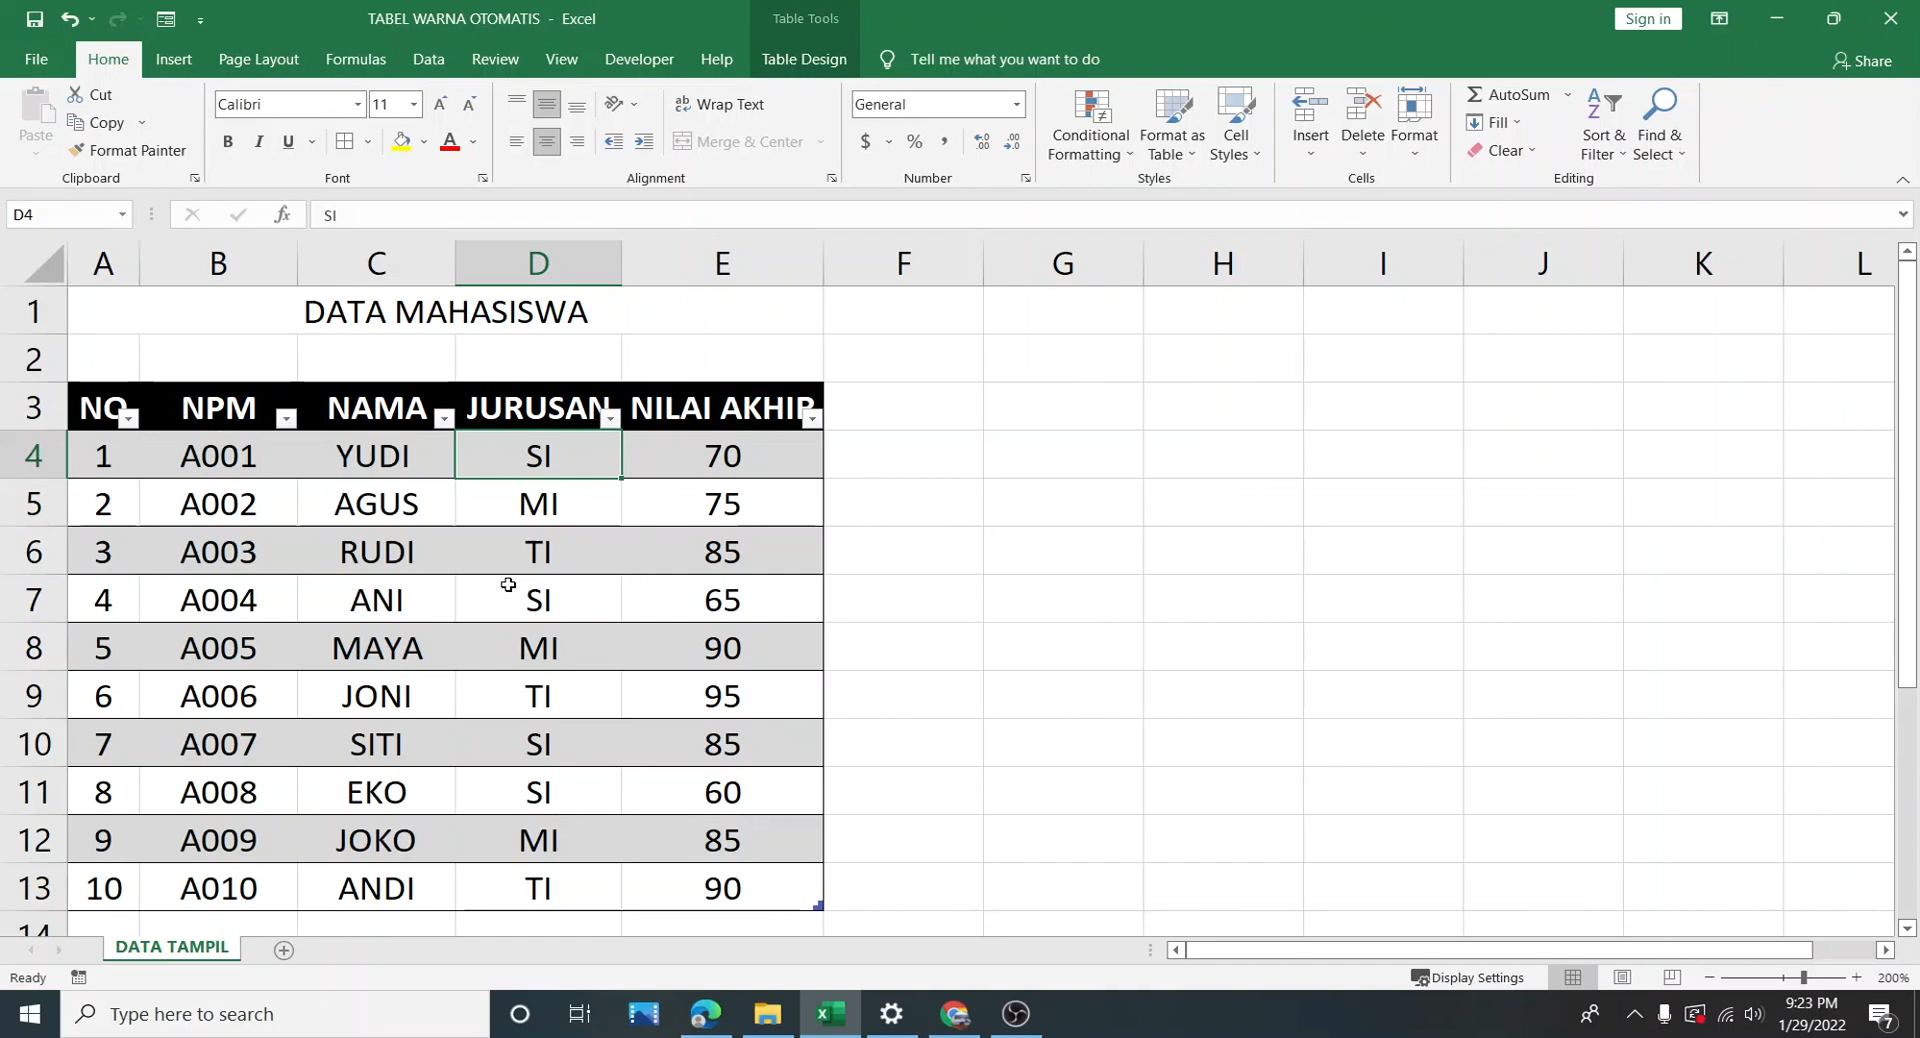 TABEL WARNA OTOMATIS - Excel
Table Tools
Sign in
File
Home
Insert
Page Layout
Formulas
Data
Review
View
Developer
Help
Table Design
Tell me what you want to do
Share
Paste
Cut
Copy
Format Painter
Clipboard
Calibri
11
B I U
Font
Wrap Text
Merge & Center
Alignment
General
$ % ,
Number
Conditional Formatting
Format as Table
Cell Styles
Styles
Insert
Delete
Format
Cells
AutoSum
Fill
Clear
Sort & Filter
Find & Select
Editing
D4
fx
SI
A B C D E F G H I J K L
1 DATA MAHASISWA
2
3 NO NPM NAMA JURUSAN NILAI AKHIR
4 1 A001 YUDI SI 70
5 2 A002 AGUS MI 75
6 3 A003 RUDI TI 85
7 4 A004 ANI SI 65
8 5 A005 MAYA MI 90
9 6 A006 JONI TI 95
10 7 A007 SITI SI 85
11 8 A008 EKO SI 60
12 9 A009 JOKO MI 85
13 10 A010 ANDI TI 90
14
DATA TAMPIL
Ready
Display Settings
200%
Type here to search
9:23 PM
1/29/2022
7